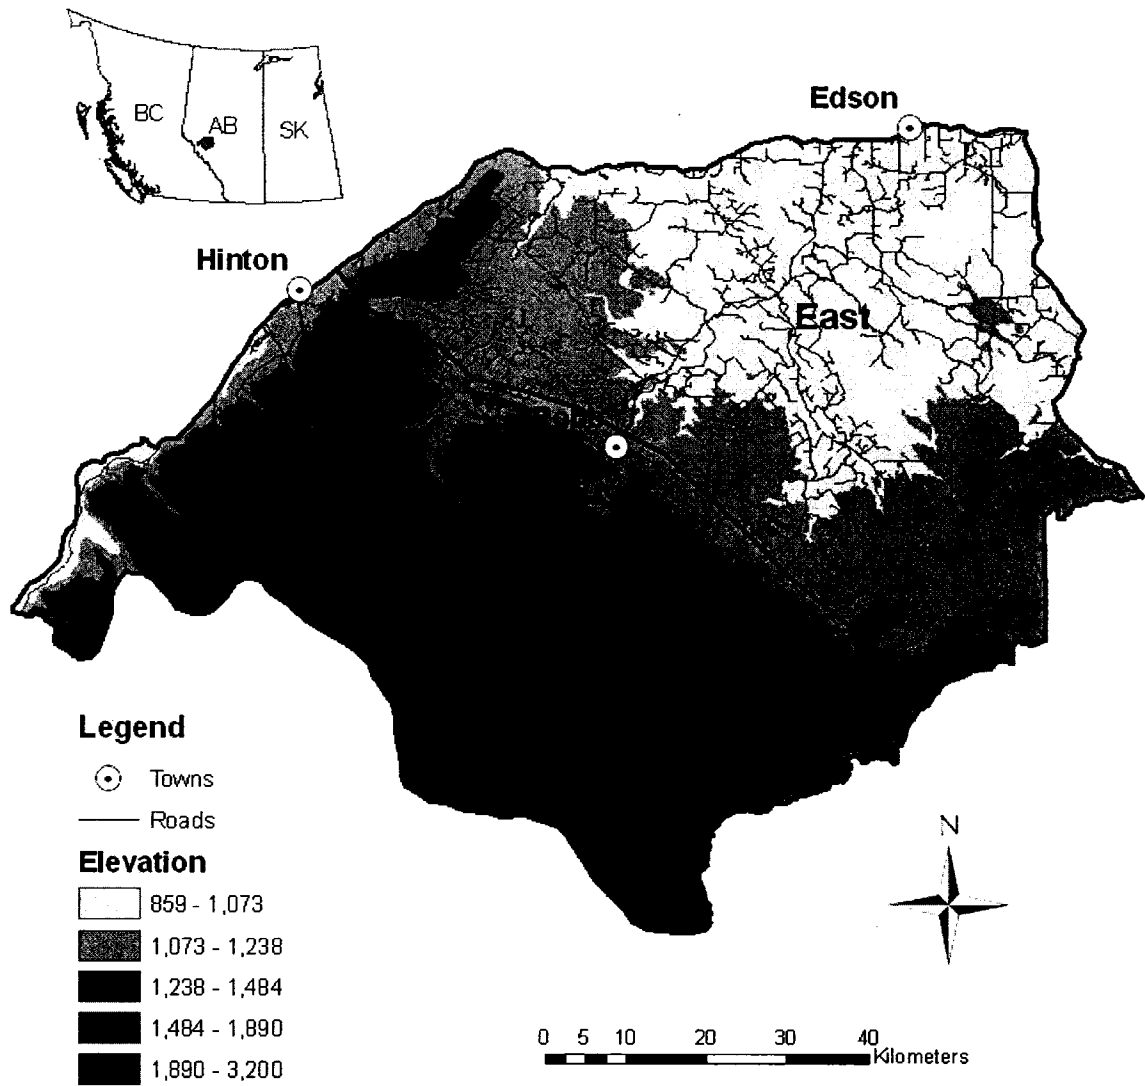 BC
AB
SK
Edson
Hinton
East
Legend
Towns
Roads
Elevation
859 - 1,073
1,073 - 1,238
1,238 - 1,484
1,484 - 1,890
1,890 - 3,200
N
0 5 10 20 30 40
Kilometers